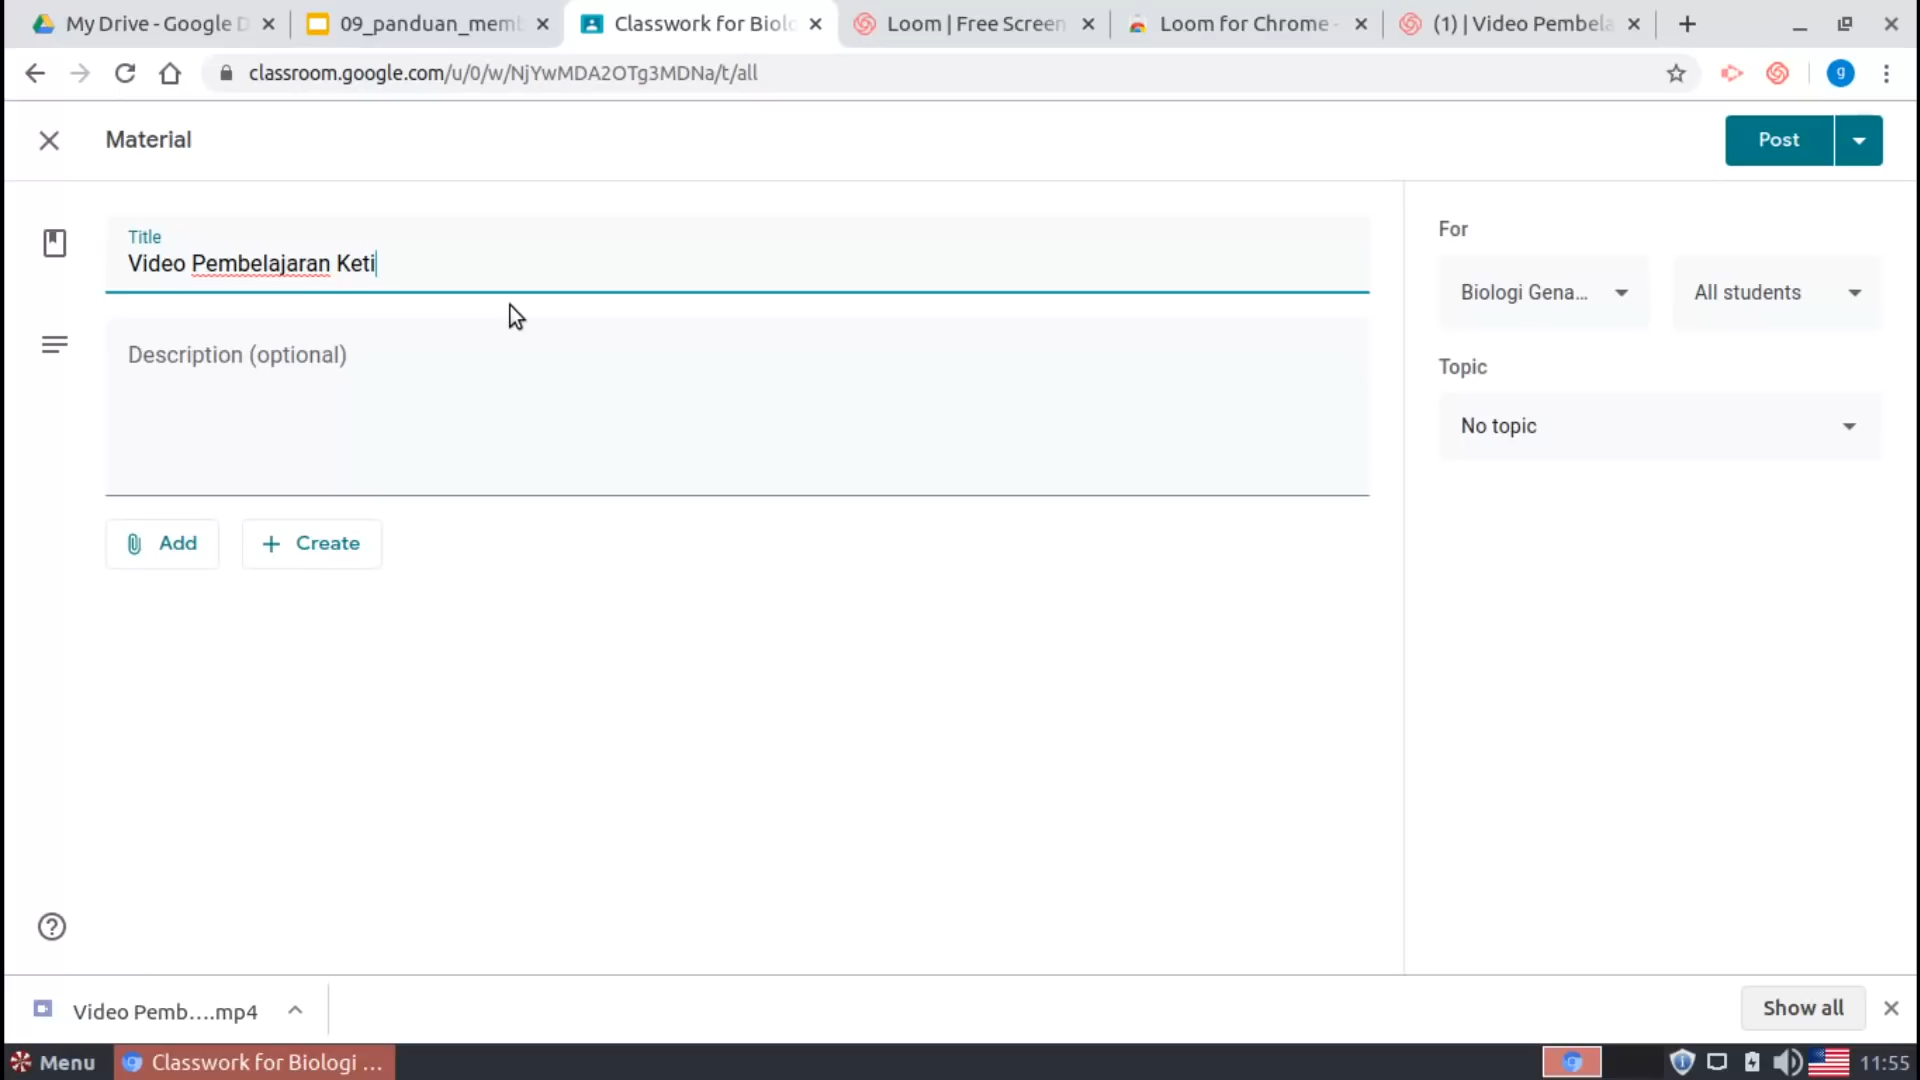 My Drive - Google D
09_panduan_memb
Classwork for Biolo
Loom | Free Screen
Loom for Chrome -
(1) | Video Pembela
classroom.google.com/u/0/w/NjYwMDA2OTg3MDNa/t/all
g
Material
Post
Title
Video Pembelajaran Keti
Description (optional)
Add
Create
For
Biologi Gena...
All students
Topic
No topic
Video Pemb....mp4
Show all
Menu
Classwork for Biologi ...
11:55